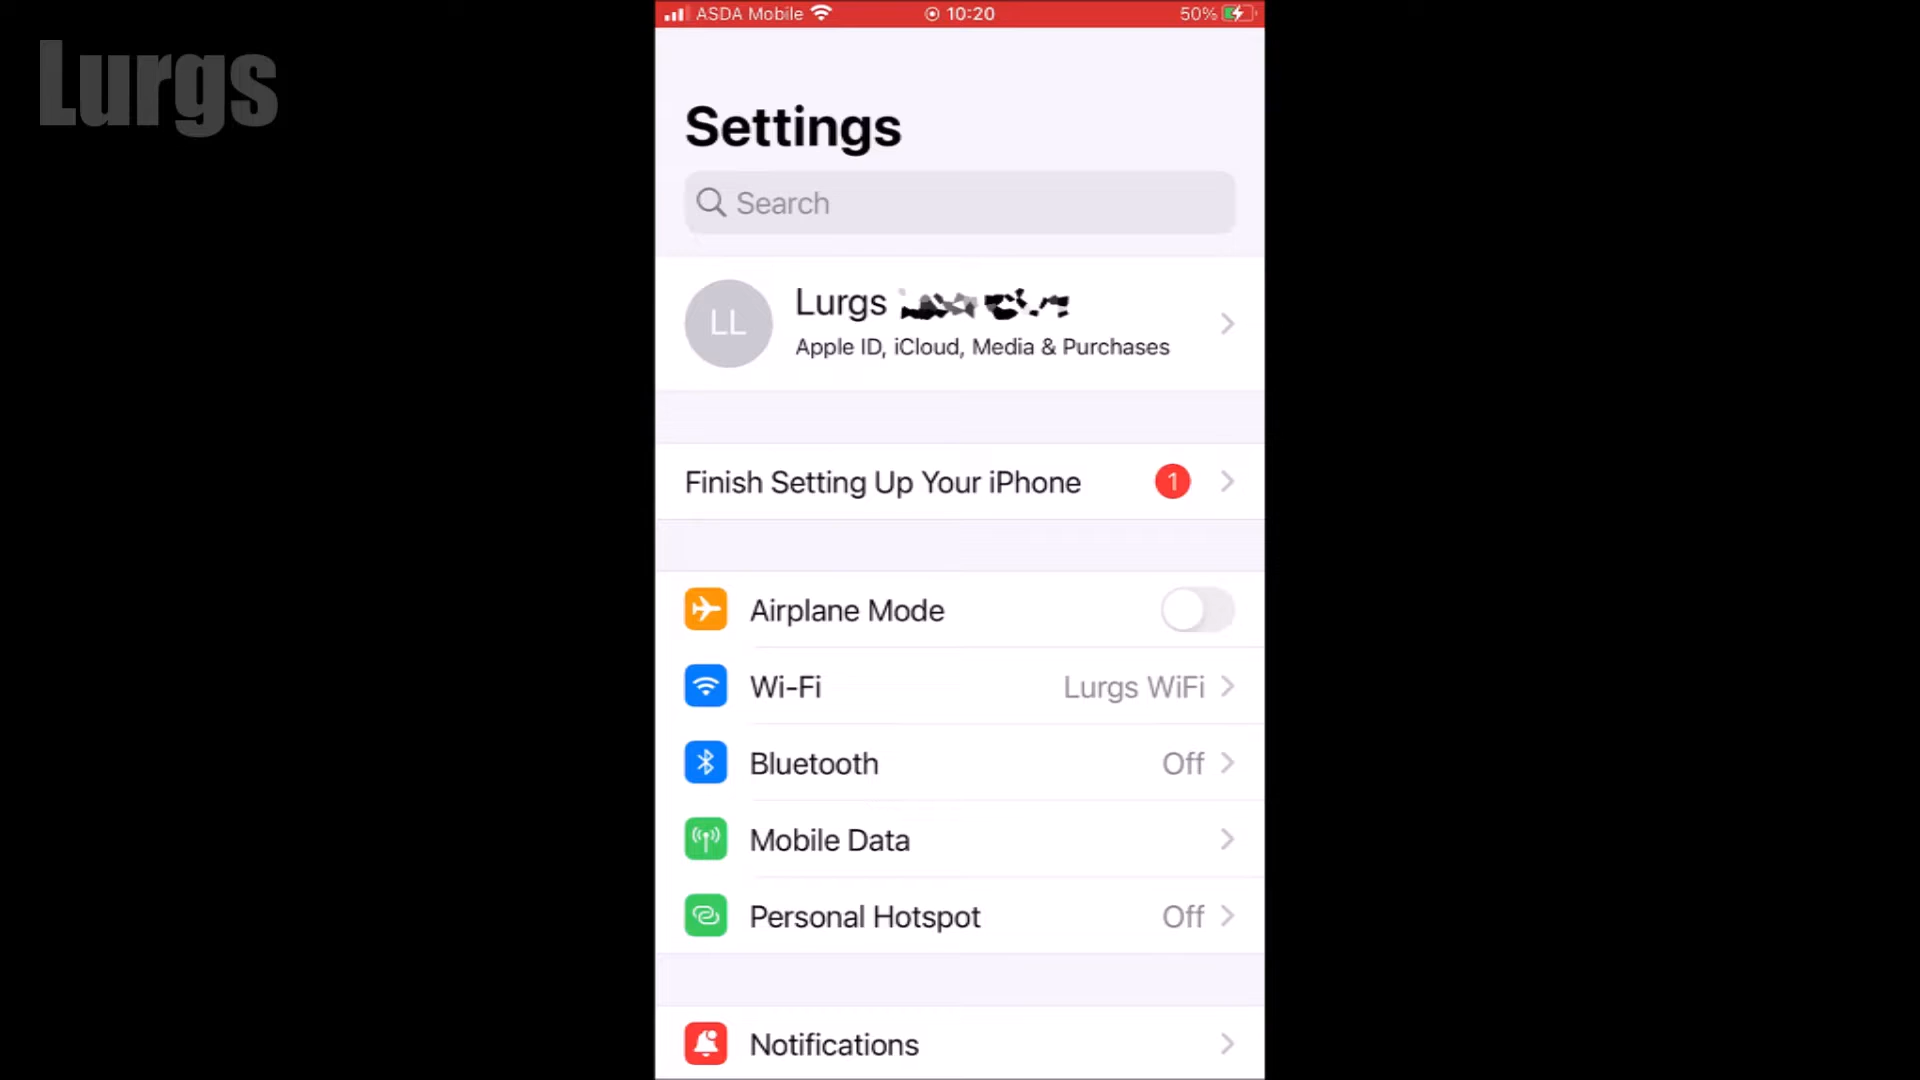 Lurgs
ASDA Mobile 10:20 50%
Settings
Search
LL
Lurgs
Apple ID, iCloud, Media & Purchases
Finish Setting Up Your iPhone 1
Airplane Mode
Wi-Fi Lurgs WiFi
Bluetooth Off
Mobile Data
Personal Hotspot Off
Notifications